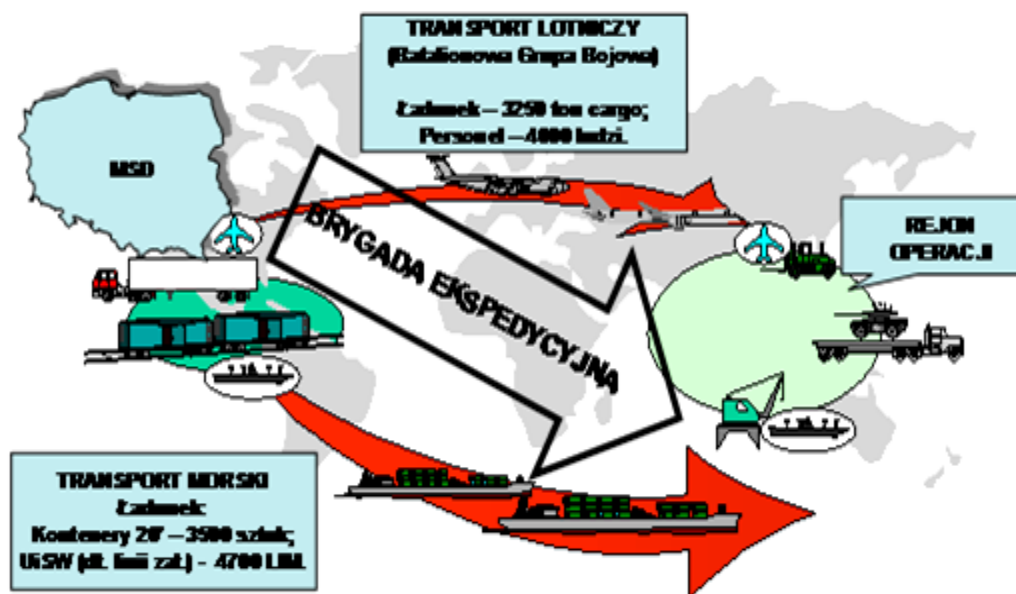 TRANSPORT LOTNICZY
(Batalionowa Grupa Bojowa)
Ładunek – 3250 ton cargo;
Personel – 4000 ludzi.
MSD
BRYGADA EKSPEDYCYJNA
REJON
OPERACJI
TRANSPORT MORSKI
Ładunek:
Kontenery 20' – 3500 sztuk;
UiSW (dł. linii zał.) - 4700 LIM.